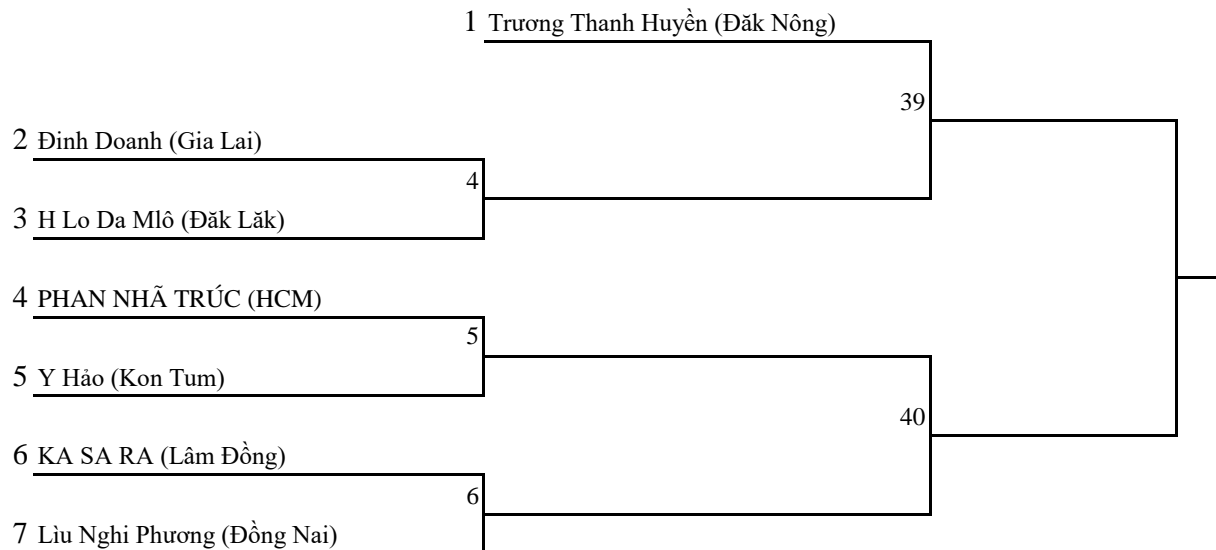 1 Trương Thanh Huyền (Đăk Nông)
39
2 Đinh Doanh (Gia Lai)
4
3 H Lo Da Mlô (Đăk Lăk)
4 PHAN NHÃ TRÚC (HCM)
5
5 Y Hảo (Kon Tum)
40
6 KA SA RA (Lâm Đồng)
6
7 Lìu Nghi Phương (Đồng Nai)